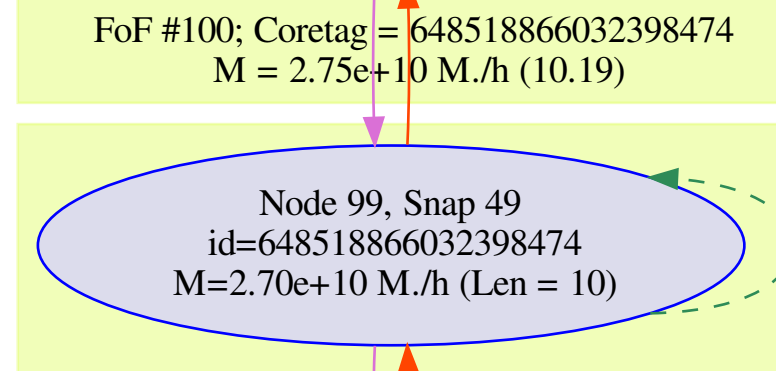 FoF #100; Coretag = 648518866032398474
M = 2.75e+10 M./h (10.19)
Node 99, Snap 49
id=648518866032398474
M=2.70e+10 M./h (Len = 10)